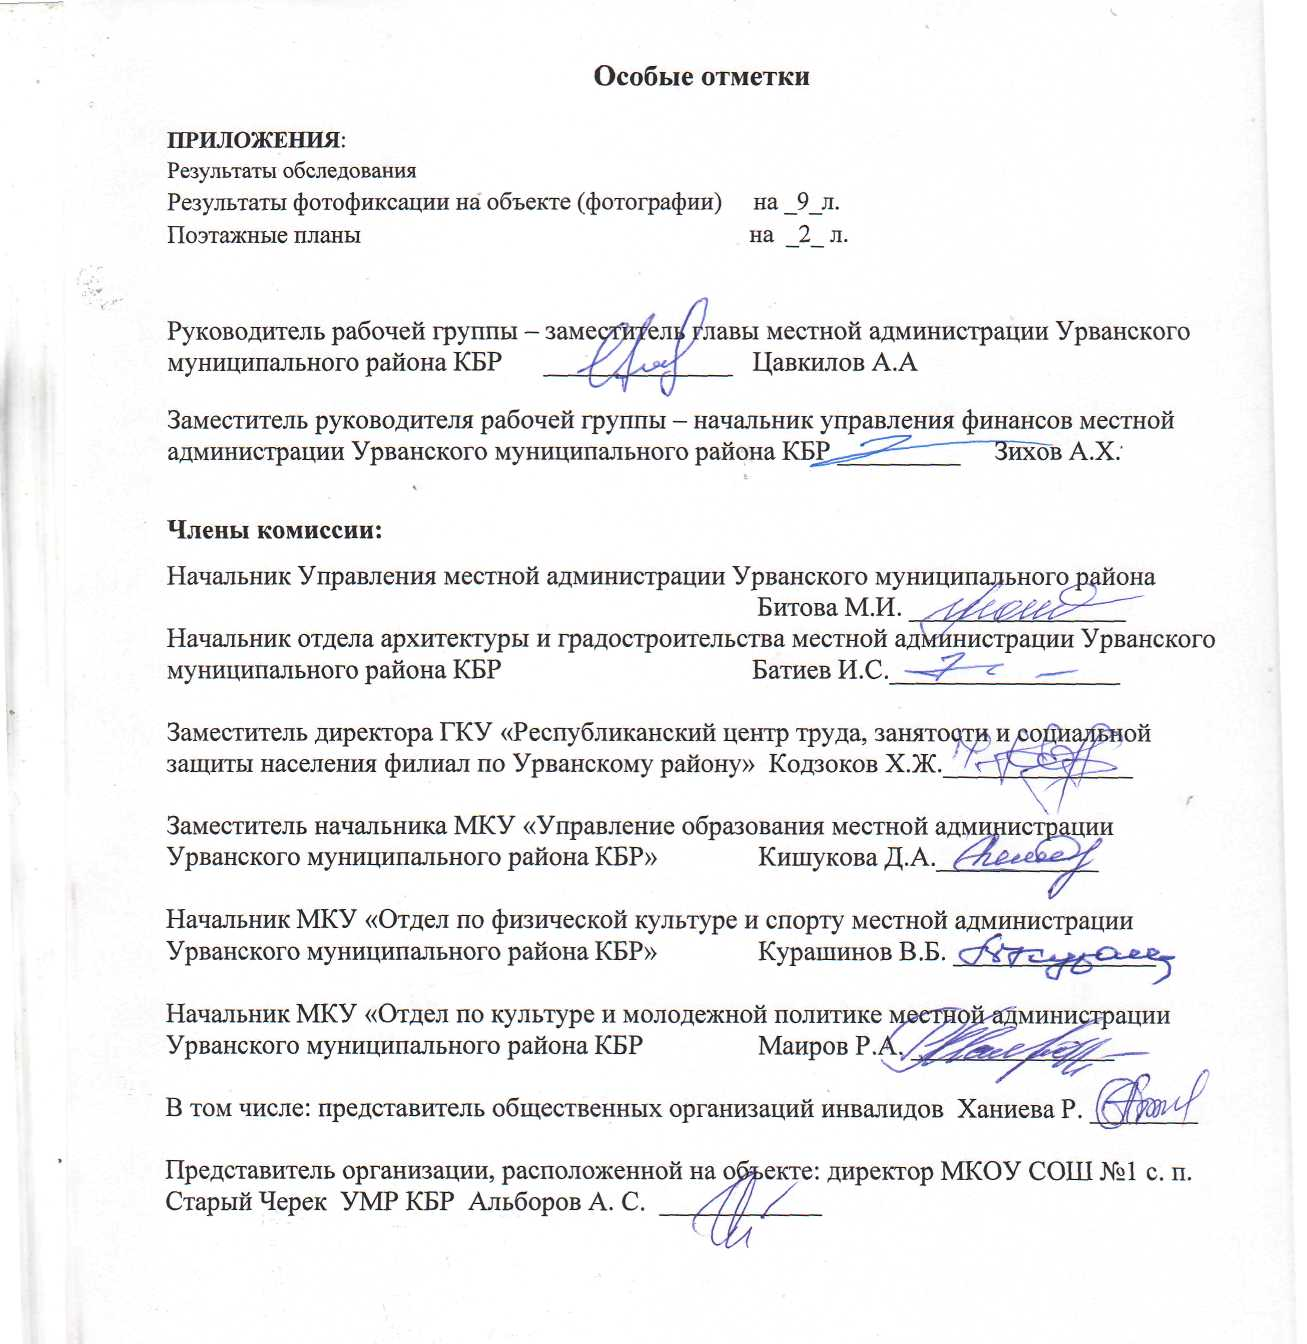 Особые отметки
ПРИЛОЖЕНИЯ:
Результаты обследования
Результаты фотофиксации на объекте (фотографии) на _9_л.
Поэтажные планы на _2_ л.
Руководитель рабочей группы – заместитель главы местной администрации Урванского
муниципального района КБР ______________ Цавкилов А.А
Заместитель руководителя рабочей группы – начальник управления финансов местной
администрации Урванского муниципального района КБР _________ Зихов А.Х.
Члены комиссии:
Начальник Управления местной администрации Урванского муниципального района
Битова М.И. ________________
Начальник отдела архитектуры и градостроительства местной администрации Урванского
муниципального района КБР Батиев И.С._________________
Заместитель директора ГКУ «Республиканский центр труда, занятости и социальной
защиты населения филиал по Урванскому району» Кодзоков Х.Ж.______________
Заместитель начальника МКУ «Управление образования местной администрации
Урванского муниципального района КБР» Кишукова Д.А.____________
Начальник МКУ «Отдел по физической культуре и спорту местной администрации
Урванского муниципального района КБР» Курашинов В.Б. _______________
Начальник МКУ «Отдел по культуре и молодежной политике местной администрации
Урванского муниципального района КБР Маиров Р.А. _______________
В том числе: представитель общественных организаций инвалидов Ханиева Р. ________
Представитель организации, расположенной на объекте: директор МКОУ СОШ №1 с. п.
Старый Черек УМР КБР Альборов А. С. ____________